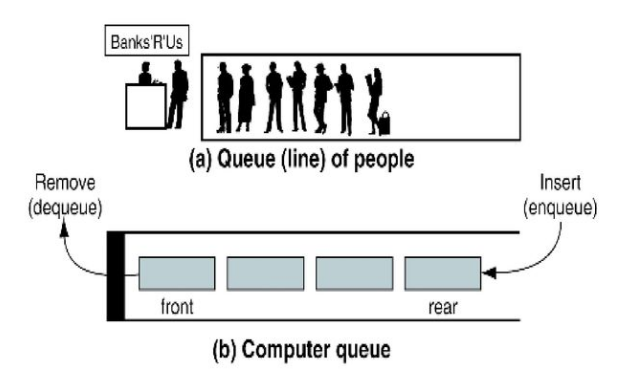 Banks'R'Us
(a) Queue (line) of people
Remove
(dequeue)
Insert
(enqueue)
front
rear
(b) Computer queue